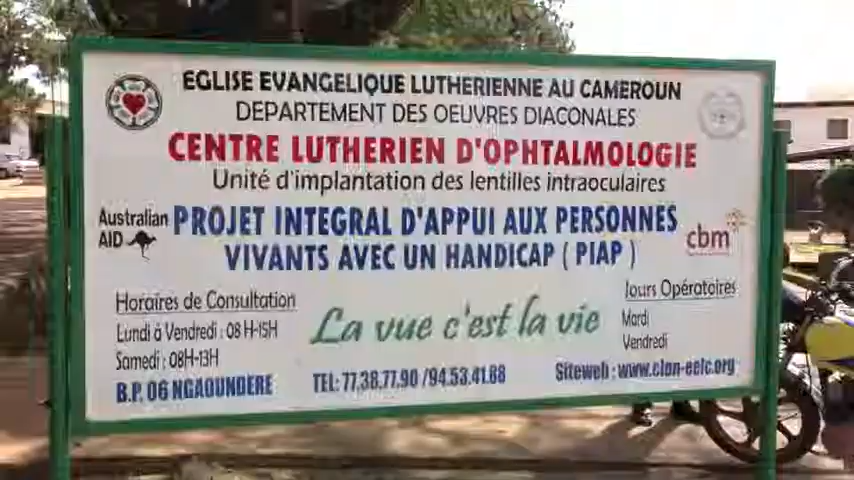 EGLISE EVANGELIQUE LUTHERIENNE AU CAMEROUN
DEPARTEMENT DES OEUVRES DIACONALES
CENTRE LUTHERIEN D'OPHTALMOLOGIE
Unité d'implantation des lentilles intraoculaires
Australian AID
PROJET INTEGRAL D'APPUI AUX PERSONNES
VIVANTS AVEC UN HANDICAP ( PIAP )
cbm
Horaires de Consultation
Lundi à Vendredi : 08 H-15H
Samedi : 08H-13H
La vue c'est la vie
Jours Opératoires
Mardi
Vendredi
B.P. 06 NGAOUNDERE
TEL: 77.38.77.90 /94.53.41.68
Siteweb : www.clon-eelc.org